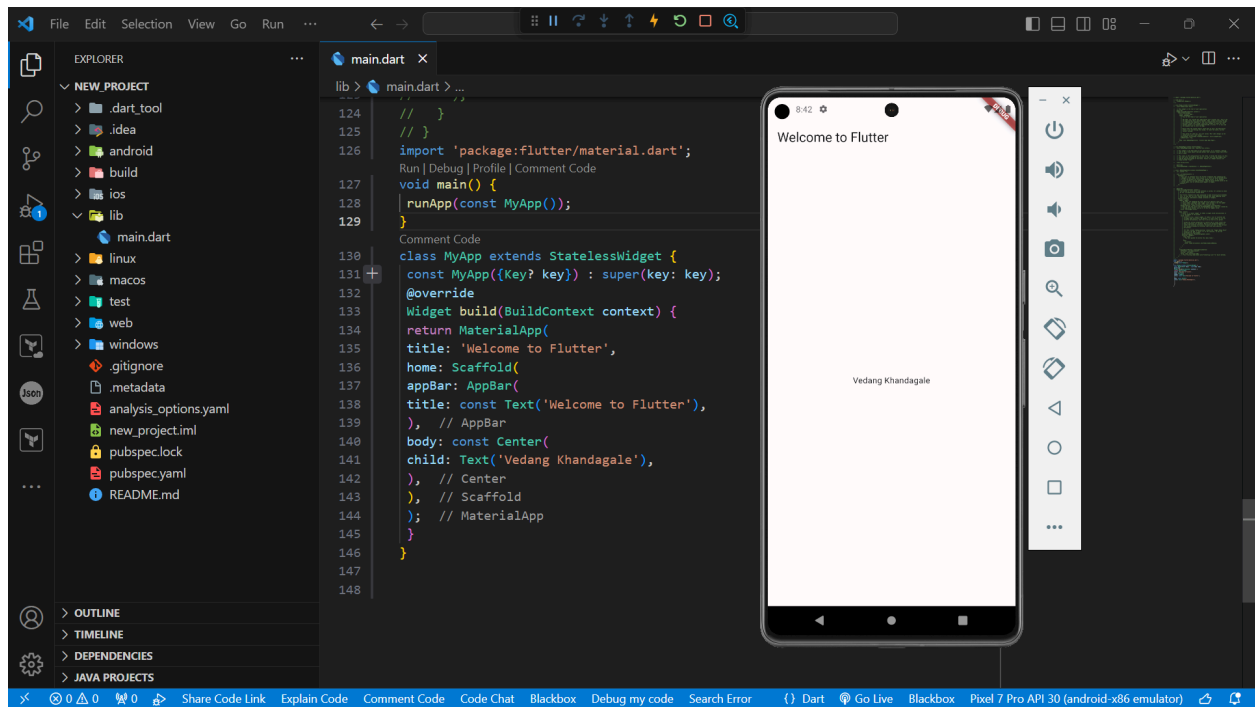 File Edit Selection View Go Run ···
EXPLORER ···
NEW_PROJECT
.dart_tool
.idea
android
build
ios
lib
main.dart
linux
macos
test
web
windows
.gitignore
.metadata
analysis_options.yaml
new_project.iml
pubspec.lock
pubspec.yaml
README.md
OUTLINE
TIMELINE
DEPENDENCIES
JAVA PROJECTS
1
Json
main.dart
lib > main.dart > ...
124 // }
125 // }
126 import 'package:flutter/material.dart';
Run | Debug | Profile | Comment Code
127 void main() {
128 runApp(const MyApp());
129 }
Comment Code
130 class MyApp extends StatelessWidget {
131 const MyApp({Key? key}) : super(key: key);
132 @override
133 Widget build(BuildContext context) {
134 return MaterialApp(
135 title: 'Welcome to Flutter',
136 home: Scaffold(
137 appBar: AppBar(
138 title: const Text('Welcome to Flutter'),
139 ), // AppBar
140 body: const Center(
141 child: Text('Vedang Khandagale'),
142 ), // Center
143 ), // Scaffold
144 ); // MaterialApp
145 }
146 }
147
148
8:42
Welcome to Flutter
Vedang Khandagale
0 0 0 Share Code Link Explain Code Comment Code Code Chat Blackbox Debug my code Search Error {} Dart Go Live Blackbox Pixel 7 Pro API 30 (android-x86 emulator)